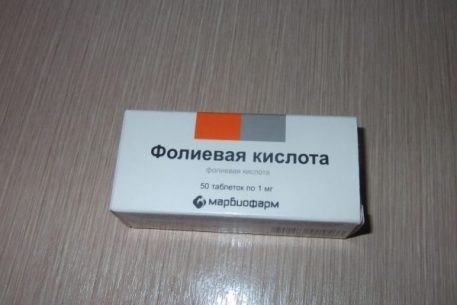 Фолиевая кислота
фолиевая кислота
50 таблеток по 1 мг
марбиофарм